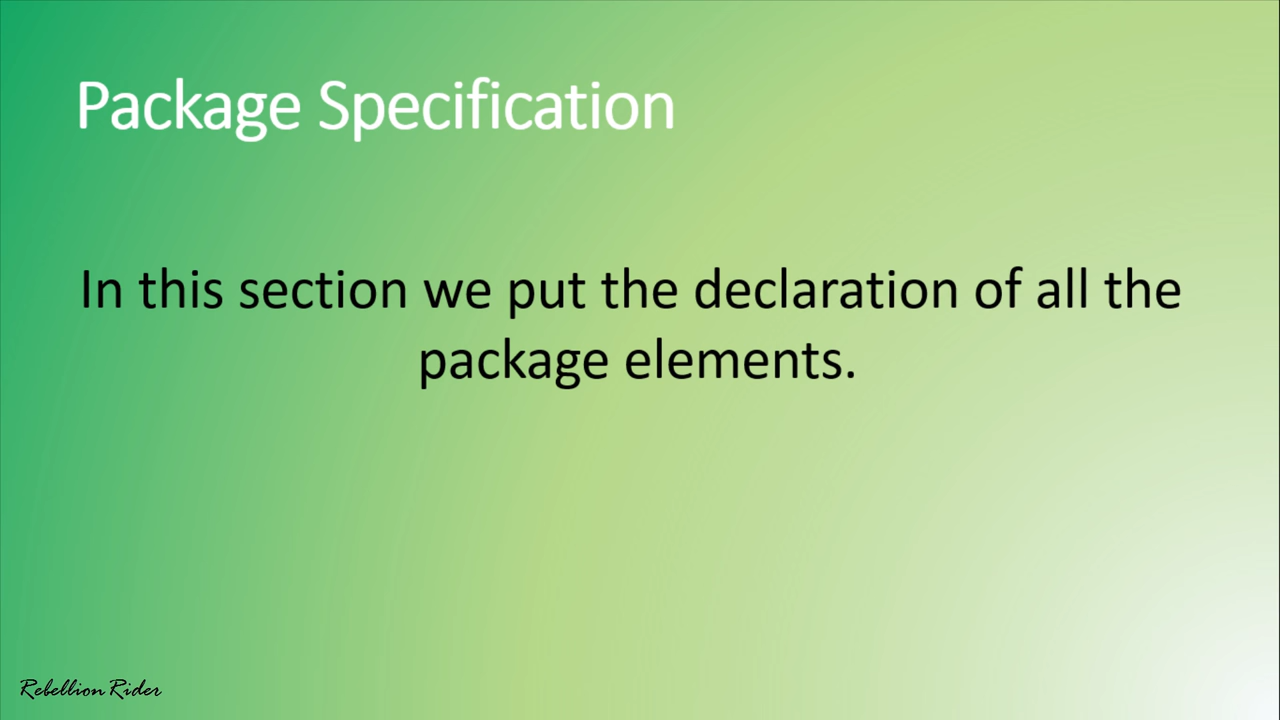 Package Specification
In this section we put the declaration of all the
package elements.
Rebellion Rider